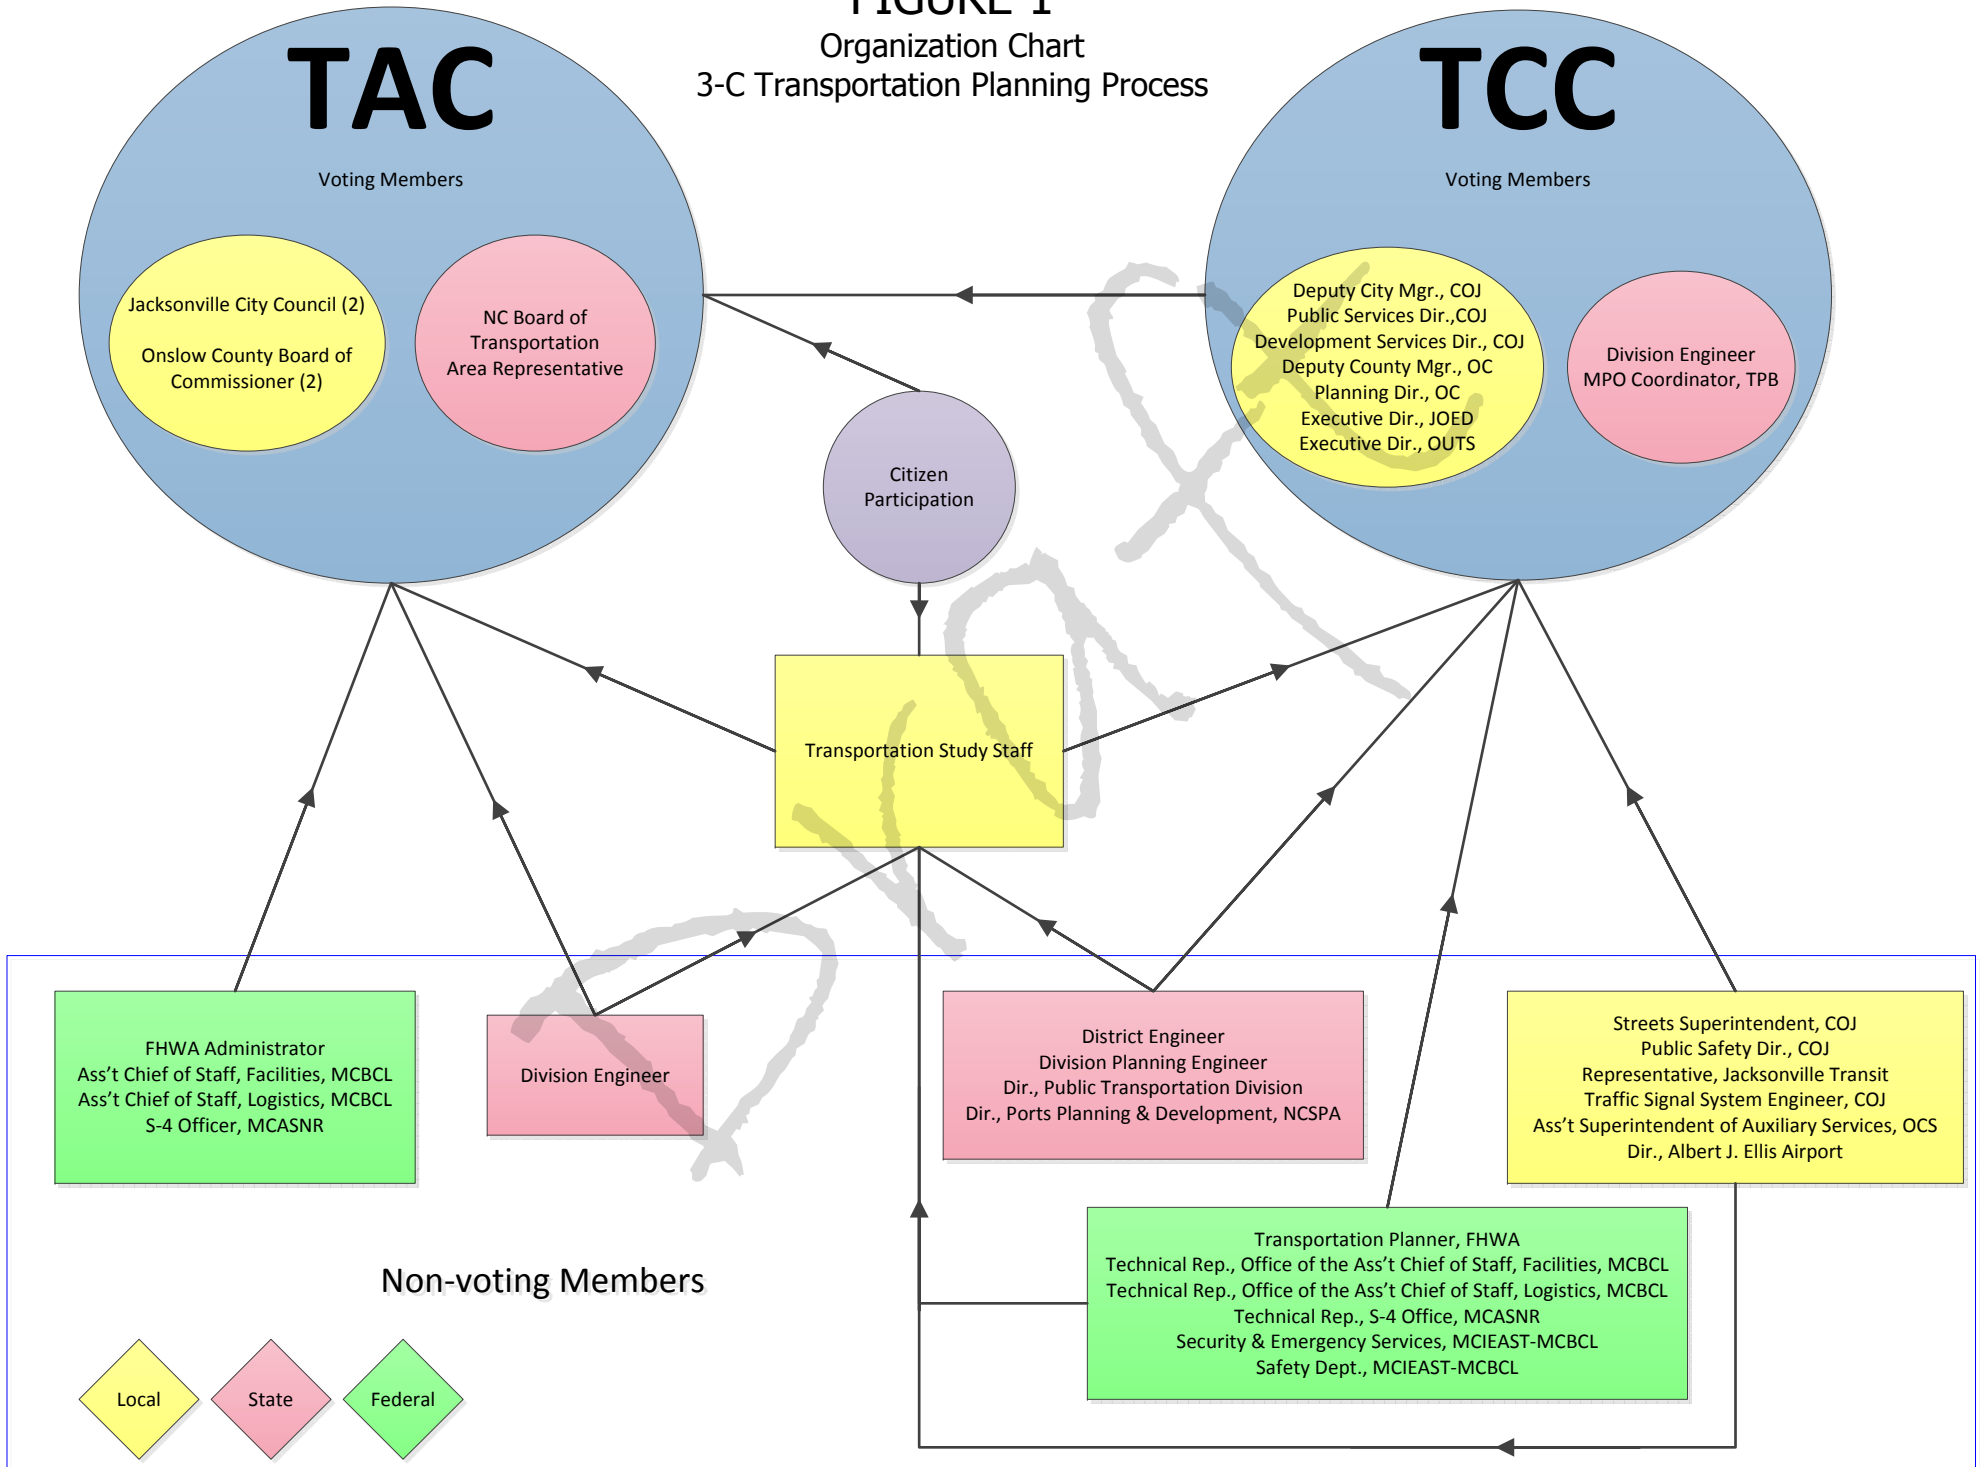 FIGURE 1
Organization Chart
3-C Transportation Planning Process
TAC
Voting Members
Jacksonville City Council (2)
Onslow County Board of
Commissioner (2)
NC Board of
Transportation
Area Representative
TCC
Voting Members
Deputy City Mgr., COJ
Public Services Dir.,COJ
Development Services Dir., COJ
Deputy County Mgr., OC
Planning Dir., OC
Executive Dir., JOED
Executive Dir., OUTS
Division Engineer
MPO Coordinator, TPB
Citizen
Participation
Transportation Study Staff
DRAFT
FHWA Administrator
Ass't Chief of Staff, Facilities, MCBCL
Ass't Chief of Staff, Logistics, MCBCL
S-4 Officer, MCASNR
Division Engineer
District Engineer
Division Planning Engineer
Dir., Public Transportation Division
Dir., Ports Planning & Development, NCSPA
Streets Superintendent, COJ
Public Safety Dir., COJ
Representative, Jacksonville Transit
Traffic Signal System Engineer, COJ
Ass't Superintendent of Auxiliary Services, OCS
Dir., Albert J. Ellis Airport
Transportation Planner, FHWA
Technical Rep., Office of the Ass't Chief of Staff, Facilities, MCBCL
Technical Rep., Office of the Ass't Chief of Staff, Logistics, MCBCL
Technical Rep., S-4 Office, MCASNR
Security & Emergency Services, MCIEAST-MCBCL
Safety Dept., MCIEAST-MCBCL
Non-voting Members
Local
State
Federal